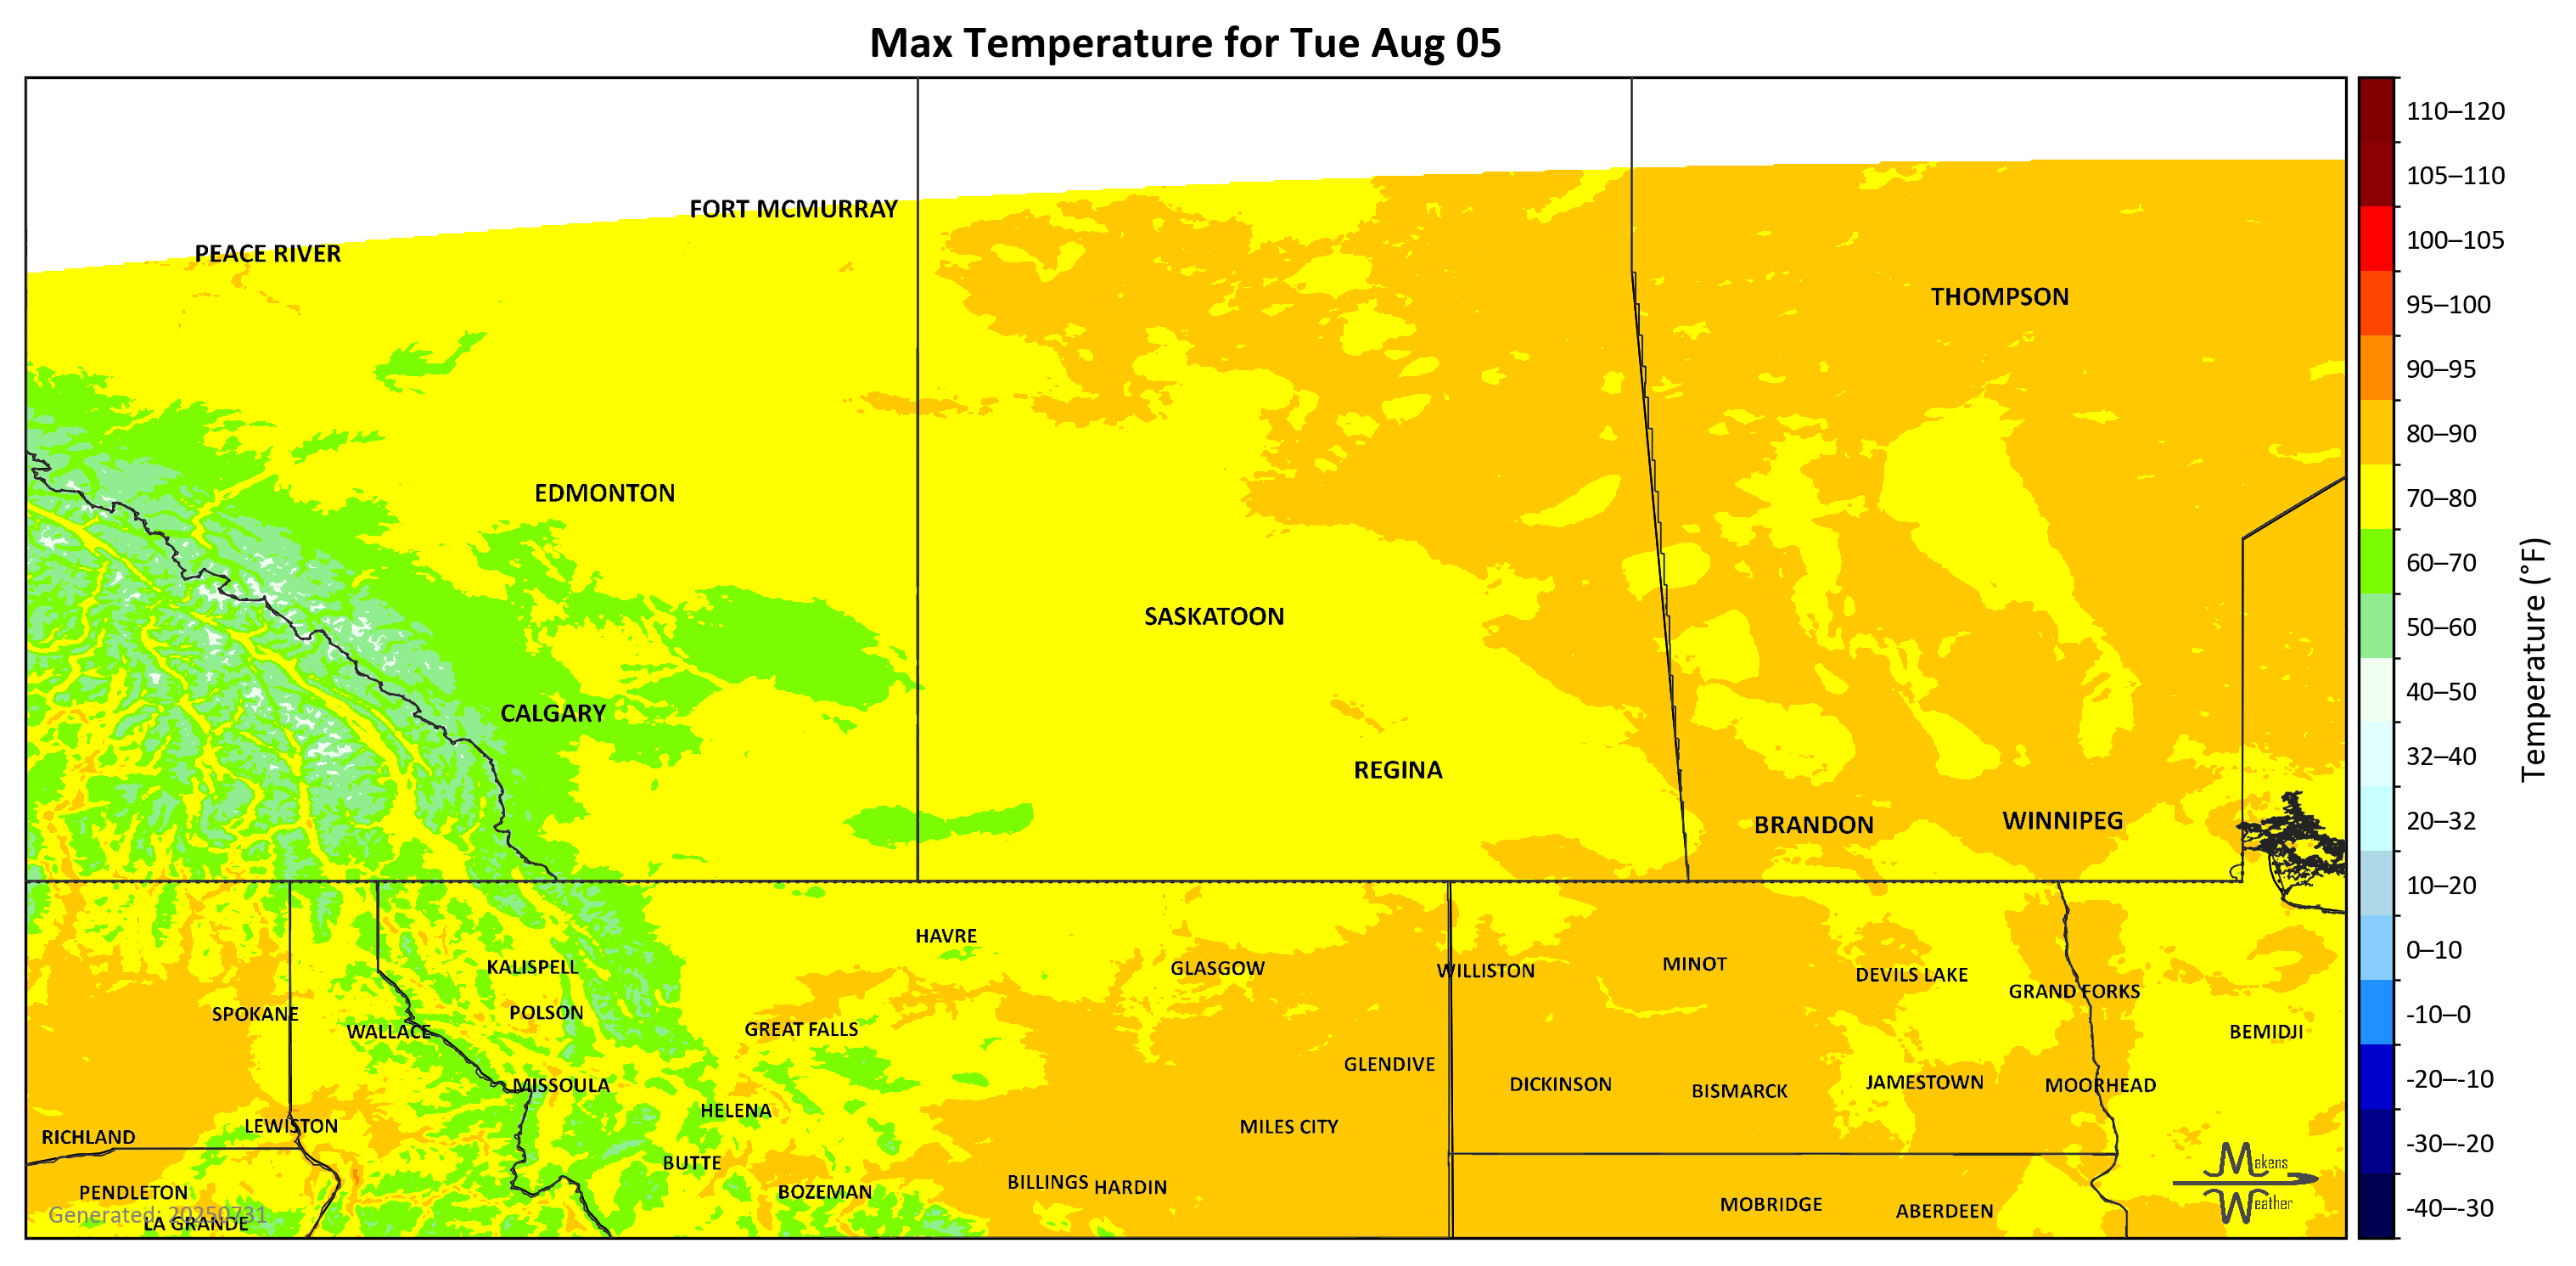 Max Temperature for Tue Aug 05
110–120
105–110
FORT MCMURRAY
100–105
PEACE RIVER
THOMPSON
95–100
90–95
80–90
EDMONTON
70–80
60–70
SASKATOON
50–60
Temperature (°F)
40–50
CALGARY
32–40
REGINA
20–32
BRANDON
WINNIPEG
10–20
HAVRE
0–10
KALISPELL
GLASGOW
WILLISTON
MINOT
DEVILS LAKE
GRAND FORKS
SPOKANE
POLSON
-10–0
WALLACE
GREAT FALLS
BEMIDJI
GLENDIVE
-20–-10
MISSOULA
DICKINSON
BISMARCK
JAMESTOWN
MOORHEAD
HELENA
LEWISTON
MILES CITY
RICHLAND
-30–-20
BUTTE
Makens
PENDLETON
BOZEMAN
BILLINGS
HARDIN
MOBRIDGE
ABERDEEN
Weather
-40–-30
Generated: 20250731
LA GRANDE